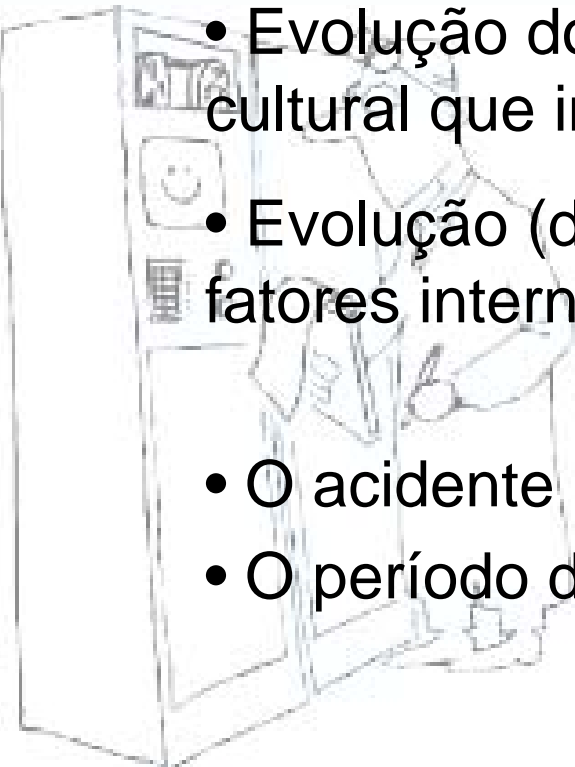 • Evolução do
cultural que
• Evolução (d
fatores intern
• O acidente
• O período d